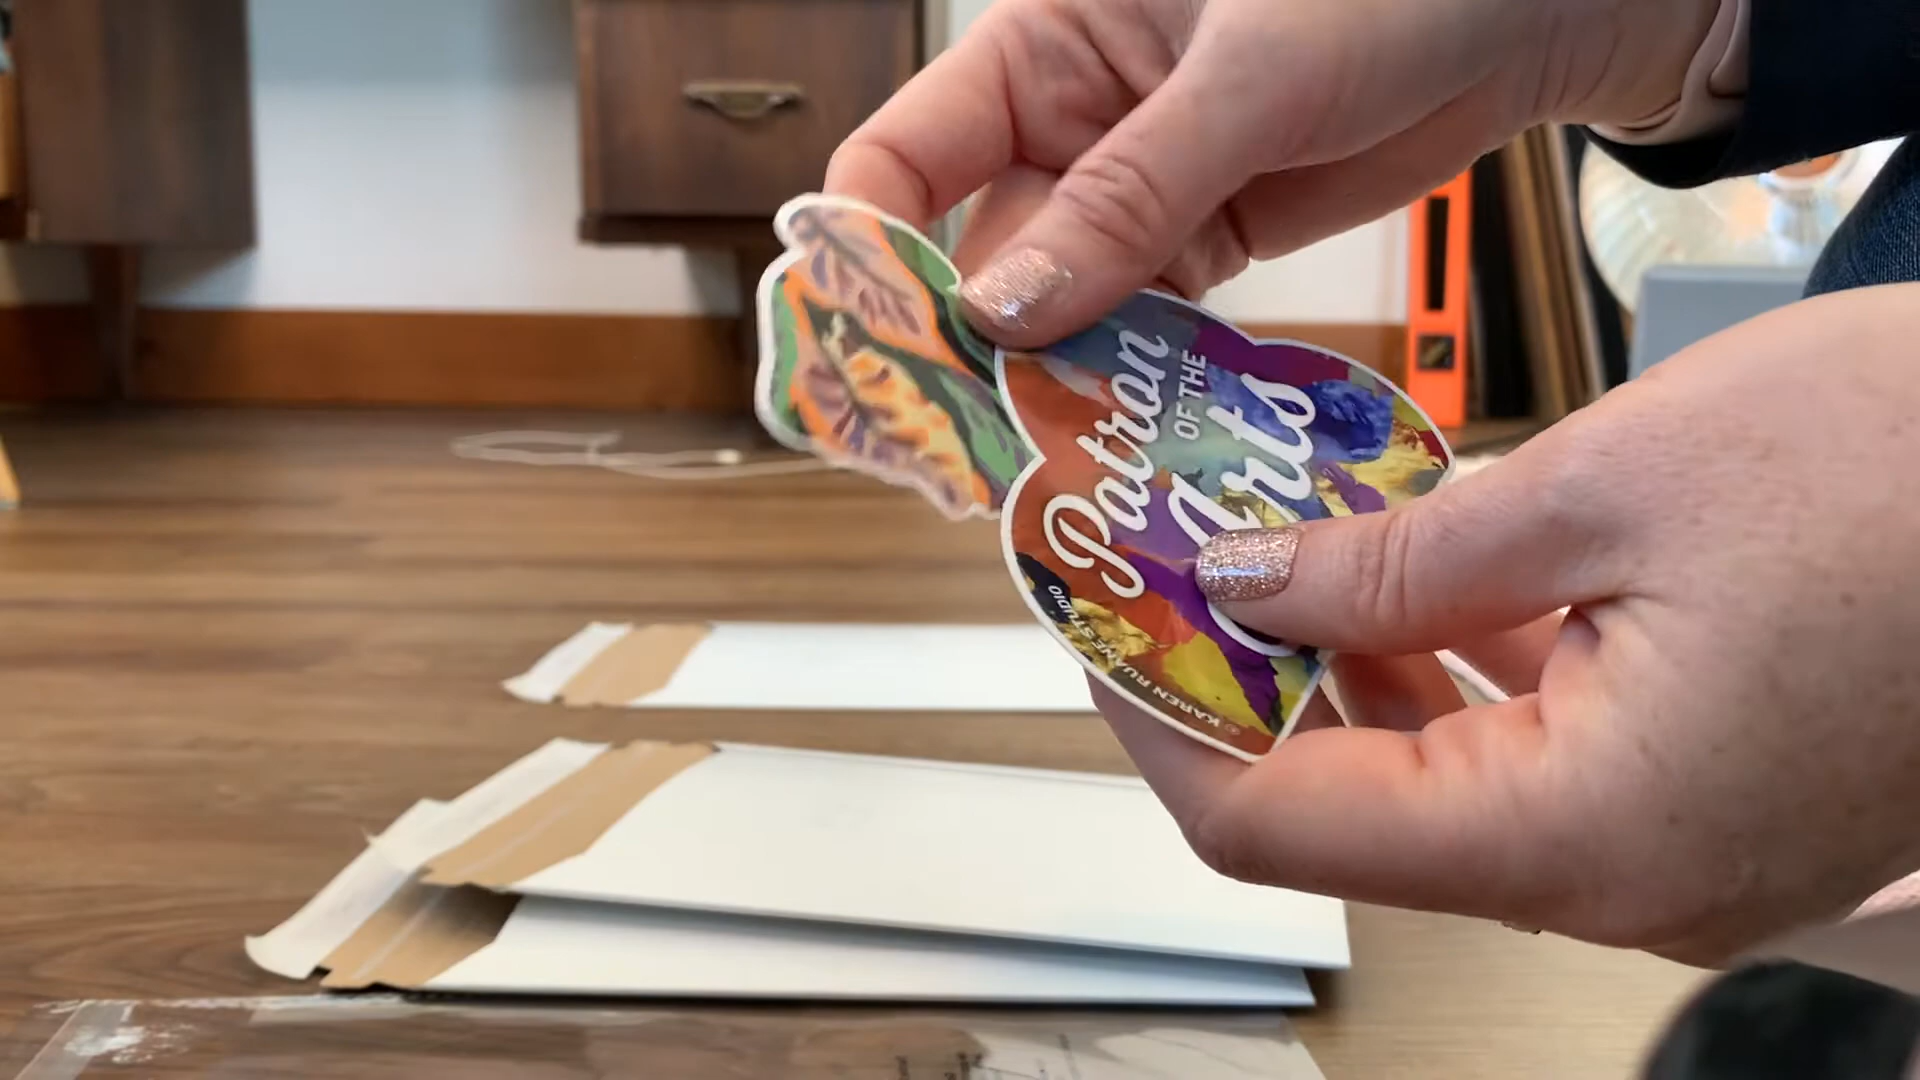 Patron
OF THE
Arts
© KAREN RUANE STUDIO